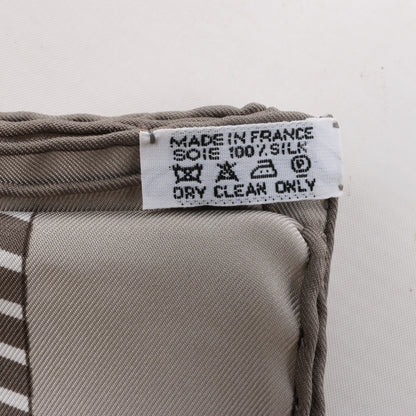 MADE IN FRANCE
SOIE 100% SILK
P
DRY CLEAN ONLY